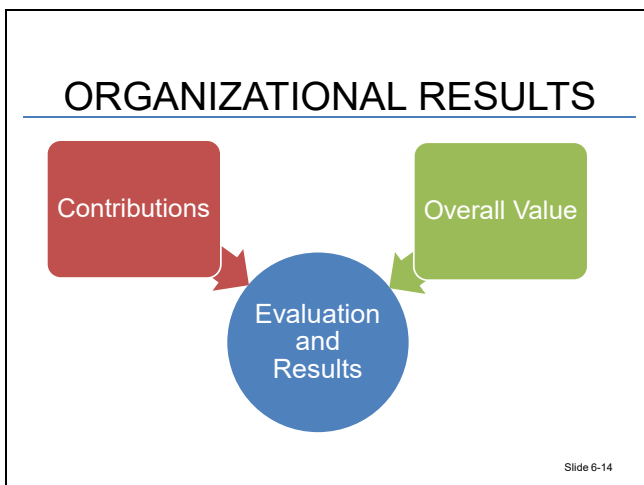 ORGANIZATIONAL RESULTS
Contributions
Overall Value
Evaluation
and
Results
Slide 6-14